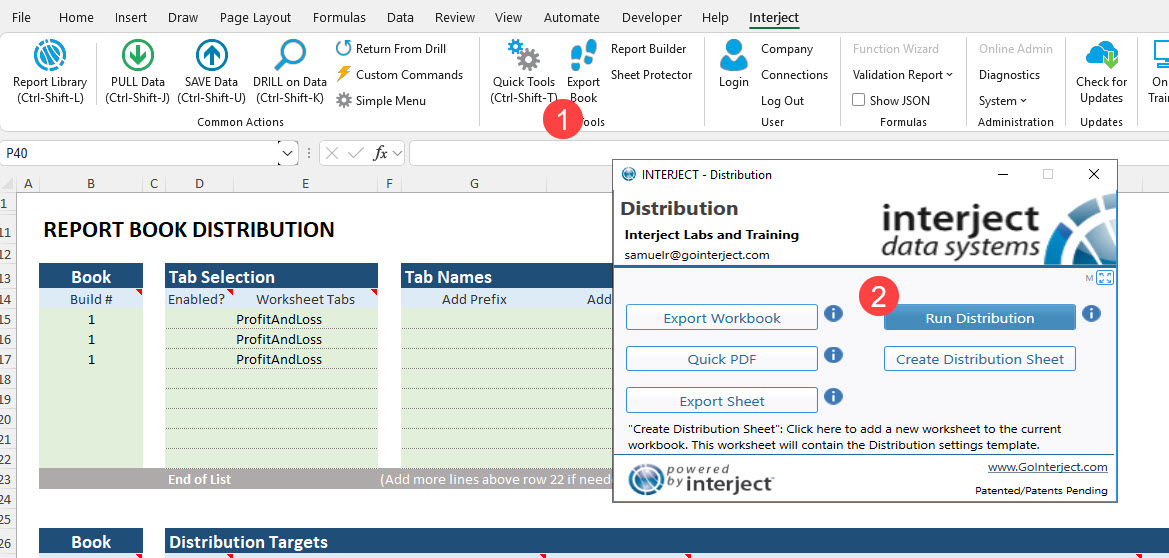 File Home Insert Draw Page Layout Formulas Data Review View Automate Developer Help Interject
Report Library
(Ctrl-Shift-L)
PULL Data
(Ctrl-Shift-J)
SAVE Data
(Ctrl-Shift-U)
DRILL on Data
(Ctrl-Shift-K)
Return From Drill
Custom Commands
Simple Menu
Common Actions
Quick Tools
(Ctrl-Shift-T)
Export
Book
Report Builder
Sheet Protector
1
Tools
Login
Company
Connections
Log Out
User
Function Wizard
Validation Report
Show JSON
Formulas
Online Admin
Diagnostics
System
Administration
Check for
Updates
Updates
P40
fx
A B C D E F G
11
12
13
14
15
16
17
18
19
20
21
22
23
24
25
26
REPORT BOOK DISTRIBUTION
Book Tab Selection Tab Names
Build # Enabled? Worksheet Tabs Add Prefix Add
1 ProfitAndLoss
1 ProfitAndLoss
1 ProfitAndLoss
End of List (Add more lines above row 22 if neede
Book Distribution Targets
INTERJECT - Distribution
Distribution
Interject Labs and Training
samuelr@gointerject.com
interject
data systems
M
2
Export Workbook Run Distribution
Quick PDF Create Distribution Sheet
Export Sheet
"Create Distribution Sheet": Click here to add a new worksheet to the current
workbook. This worksheet will contain the Distribution settings template.
powered
by interject
www.GoInterject.com
Patented/Patents Pending